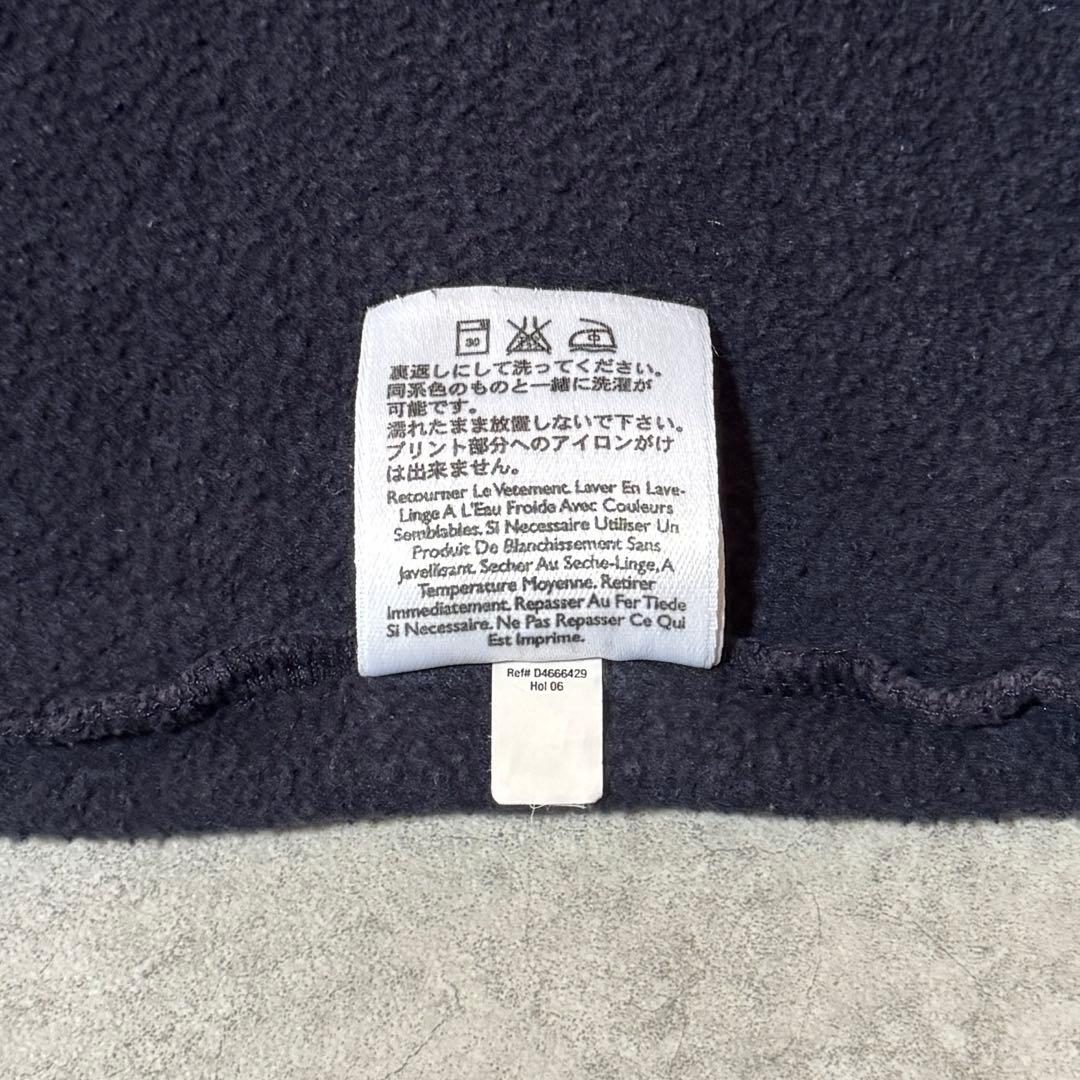 30
中
裏返しにして洗ってください。
同系色のものと一緒に洗濯が
可能です。
濡れたまま放置しないで下さい。
プリント部分へのアイロンがけ
は出来ません。
Retourner Le Vetement. Laver En Lave-
Linge A L'Eau Froide Avec Couleurs
Semblables. Si Necessaire Utiliser Un
Produit De Blanchissement Sans
Javellisant. Secher Au Seche-Linge, A
Temperature Moyenne. Retirer
Immediatement. Repasser Au Fer Tiede
Si Necessaire. Ne Pas Repasser Ce Qui
Est Imprime.
Ref# D4666429
Hol 06